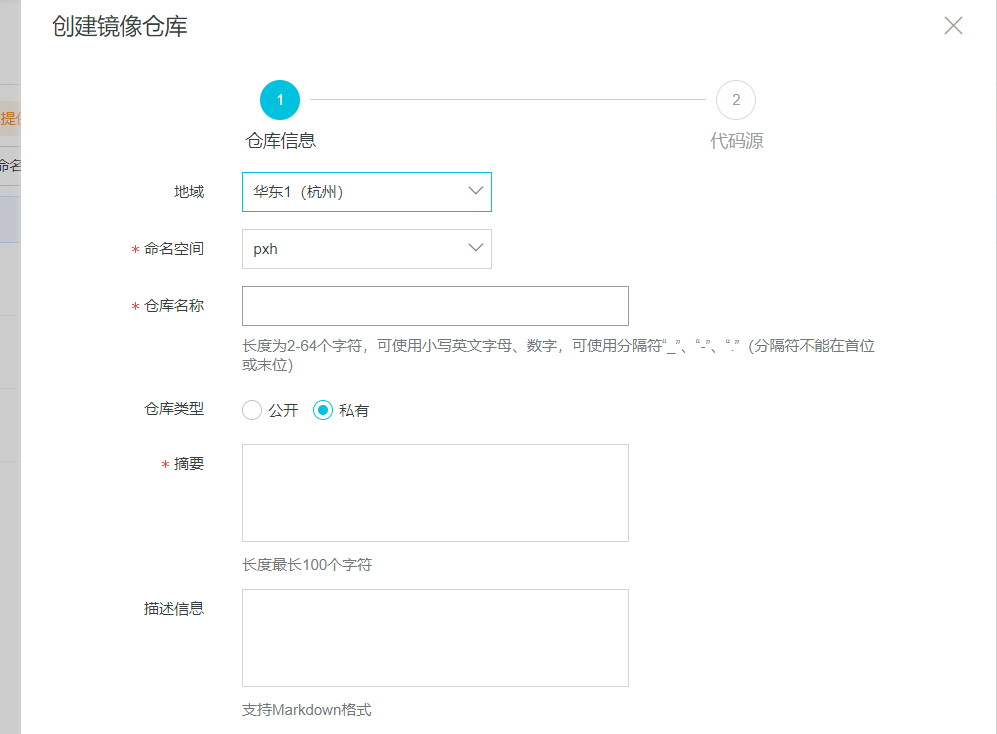 创建镜像仓库
1
2
仓库信息
代码源
提供
命名
地域
华东1（杭州）
* 命名空间
pxh
* 仓库名称
长度为2-64个字符，可使用小写英文字母、数字，可使用分隔符“_”、“-”、“.”（分隔符不能在首位
或末位）
仓库类型
公开
私有
* 摘要
长度最长100个字符
描述信息
支持Markdown格式